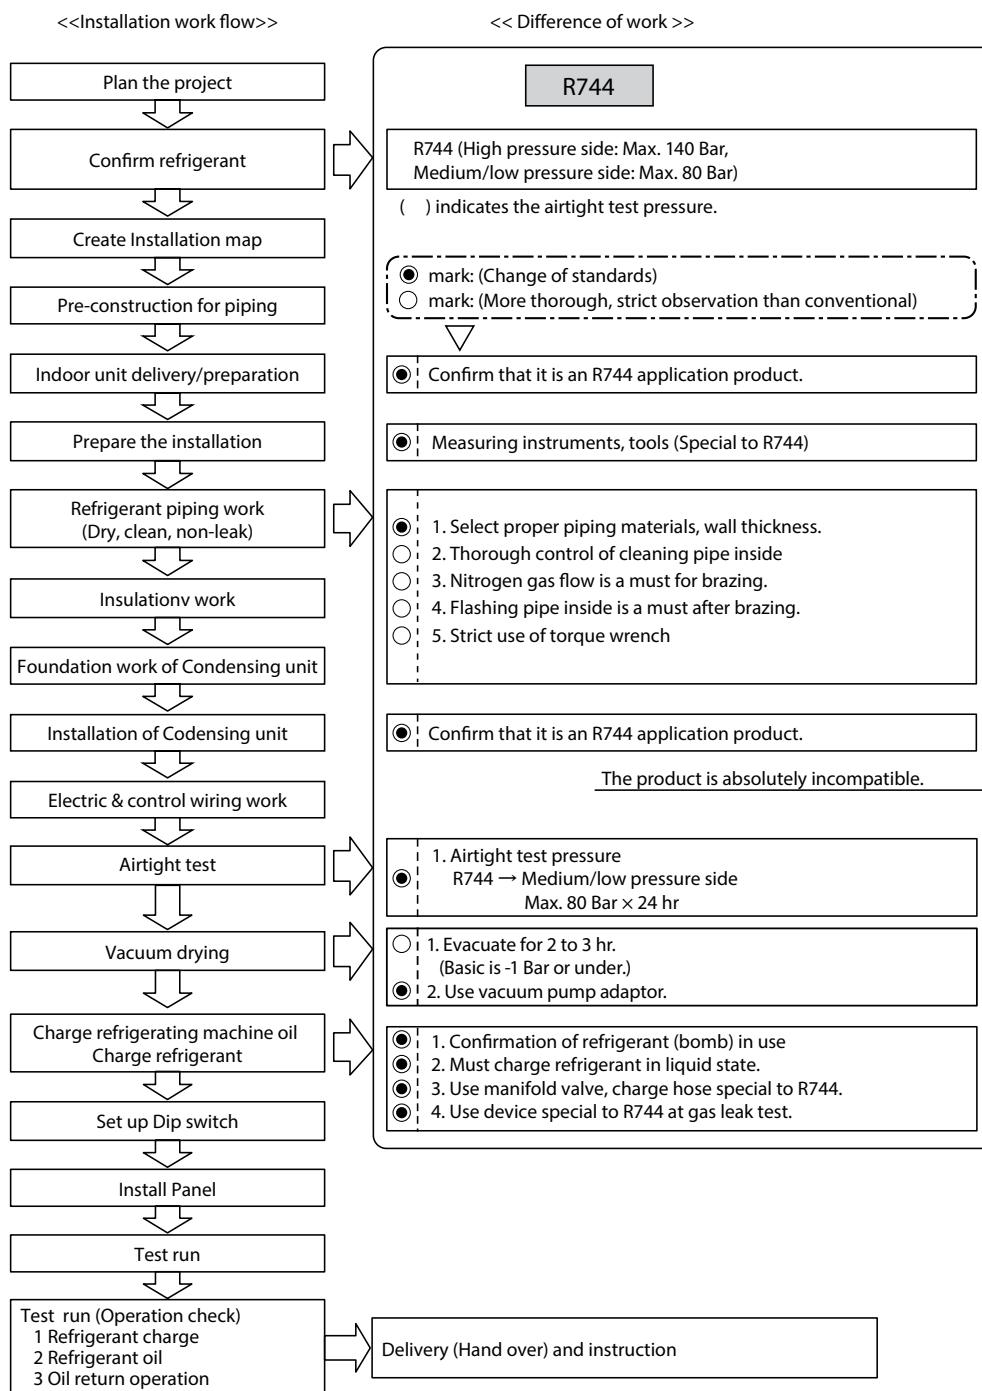 <<Installation work flow>>
<< Difference of work >>
Plan the project
R744
Confirm refrigerant
R744 (High pressure side: Max. 140 Bar,
Medium/low pressure side: Max. 80 Bar)
(    ) indicates the airtight test pressure.
Create Installation map
◉ mark: (Change of standards)
○ mark: (More thorough, strict observation than conventional)
Pre-construction for piping
Indoor unit delivery/preparation
◉ Confirm that it is an R744 application product.
Prepare the installation
◉ Measuring instruments, tools (Special to R744)
Refrigerant piping work
(Dry, clean, non-leak)
◉ 1. Select proper piping materials, wall thickness.
○ 2. Thorough control of cleaning pipe inside
○ 3. Nitrogen gas flow is a must for brazing.
○ 4. Flashing pipe inside is a must after brazing.
○ 5. Strict use of torque wrench
Insulationv work
Foundation work of Condensing unit
Installation of Codensing unit
◉ Confirm that it is an R744 application product.
The product is absolutely incompatible.
Electric & control wiring work
Airtight test
1. Airtight test pressure
◉ R744 → Medium/low pressure side
Max. 80 Bar × 24 hr
Vacuum drying
○ 1. Evacuate for 2 to 3 hr.
(Basic is -1 Bar or under.)
◉ 2. Use vacuum pump adaptor.
Charge refrigerating machine oil
Charge refrigerant
◉ 1. Confirmation of refrigerant (bomb) in use
◉ 2. Must charge refrigerant in liquid state.
◉ 3. Use manifold valve, charge hose special to R744.
◉ 4. Use device special to R744 at gas leak test.
Set up Dip switch
Install Panel
Test run
Test run (Operation check)
1 Refrigerant charge
2 Refrigerant oil
3 Oil return operation
Delivery (Hand over) and instruction